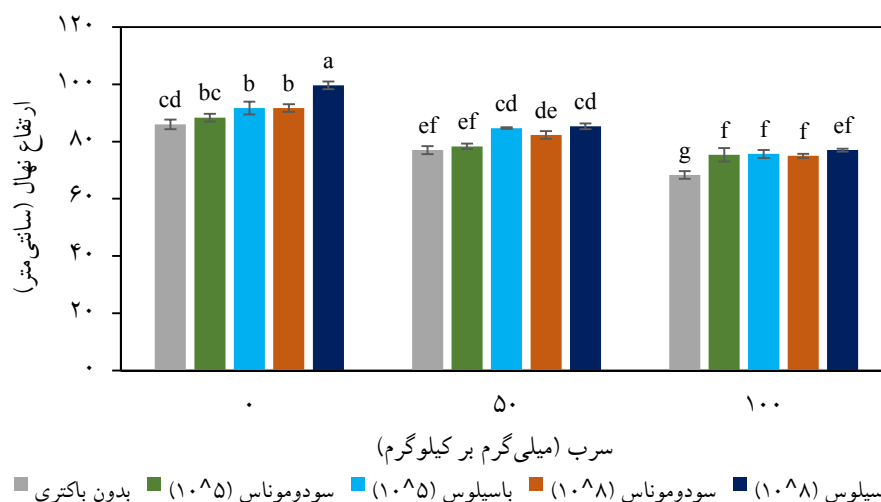 ارتفاع نهال (سانتی‌متر)
۱۲۰
۱۰۰
۸۰
۶۰
۴۰
۲۰
۰
cd bc b b a
ef ef cd de cd
g f f f ef
۰ ۵۰ ۱۰۰
سرب (میلی‌گرم بر کیلوگرم)
بدون باکتری سودوموناس (۱۰^۵) باسیلوس (۱۰^۵) سودوموناس (۱۰^۸) سیلوس (۱۰^۸)